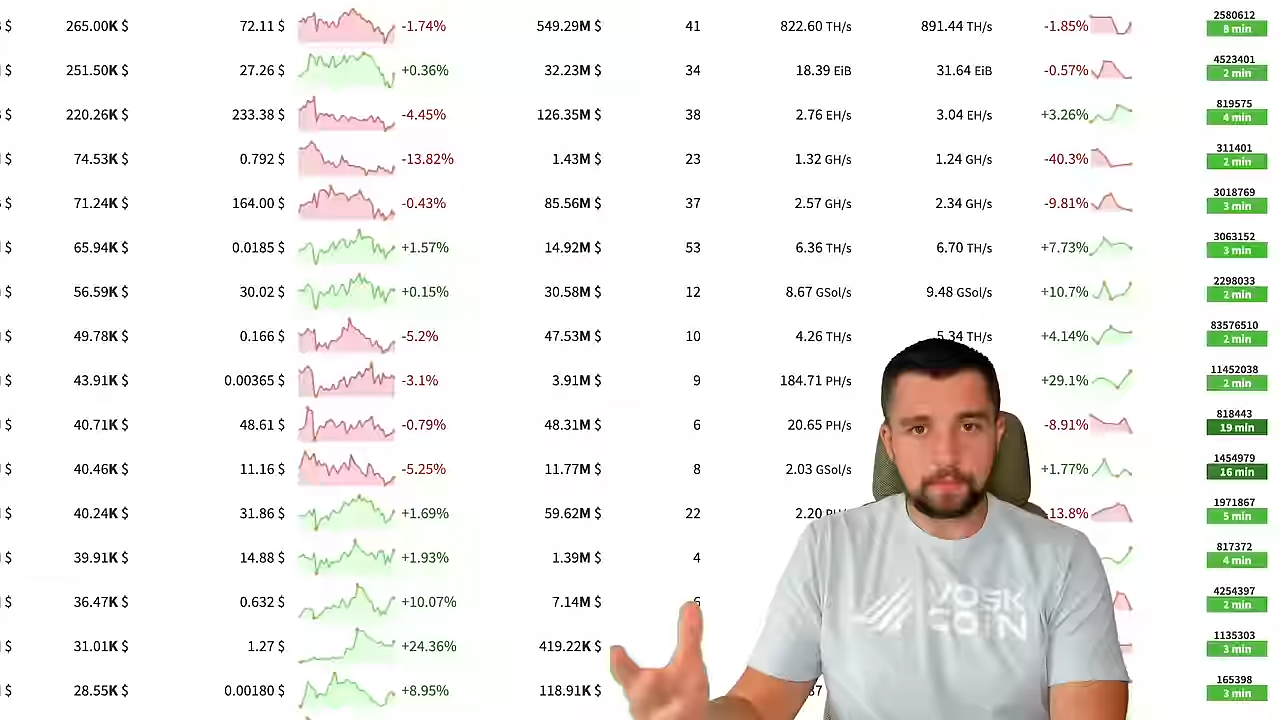 $ 265.00K $ 72.11 $ -1.74% 549.29M $ 41 822.60 TH/s 891.44 TH/s -1.85% 2580612
8 min
$ 251.50K $ 27.26 $ +0.36% 32.23M $ 34 18.39 EiB 31.64 EiB -0.57% 4523401
2 min
$ 220.26K $ 233.38 $ -4.45% 126.35M $ 38 2.76 EH/s 3.04 EH/s +3.26% 819575
4 min
$ 74.53K $ 0.792 $ -13.82% 1.43M $ 23 1.32 GH/s 1.24 GH/s -40.3% 311401
2 min
$ 71.24K $ 164.00 $ -0.43% 85.56M $ 37 2.57 GH/s 2.34 GH/s -9.81% 3018769
3 min
$ 65.94K $ 0.0185 $ +1.57% 14.92M $ 53 6.36 TH/s 6.70 TH/s +7.73% 3063152
3 min
$ 56.59K $ 30.02 $ +0.15% 30.58M $ 12 8.67 GSol/s 9.48 GSol/s +10.7% 2298033
2 min
$ 49.78K $ 0.166 $ -5.2% 47.53M $ 10 4.26 TH/s 5.34 TH/s +4.14% 83576510
2 min
$ 43.91K $ 0.00365 $ -3.1% 3.91M $ 9 184.71 PH/s +29.1% 11452038
2 min
$ 40.71K $ 48.61 $ -0.79% 48.31M $ 6 20.65 PH/s -8.91% 818443
19 min
$ 40.46K $ 11.16 $ -5.25% 11.77M $ 8 2.03 GSol/s +1.77% 1454979
16 min
$ 40.24K $ 31.86 $ +1.69% 59.62M $ 22 2.20 PH/s -13.8% 1971867
5 min
$ 39.91K $ 14.88 $ +1.93% 1.39M $ 4 817372
4 min
$ 36.47K $ 0.632 $ +10.07% 7.14M $ 6 4254397
2 min
$ 31.01K $ 1.27 $ +24.36% 419.22K $ 1135303
3 min
$ 28.55K $ 0.00180 $ +8.95% 118.91K $ 37 165398
3 min
VOSK
COIN